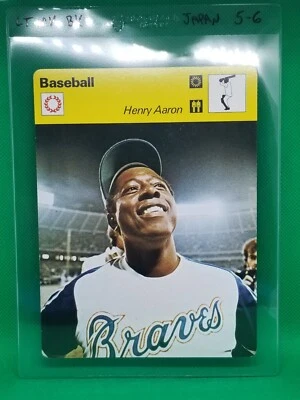 JAPAN 5-6
Baseball
Henry Aaron
Braves